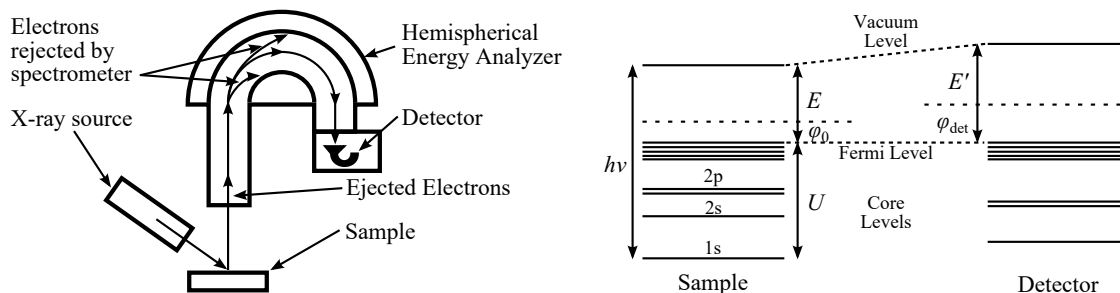 Electrons
rejected by
spectrometer
Hemispherical
Energy Analyzer
X-ray source
Detector
Ejected Electrons
Sample
Vacuum
Level
E
E'
φ0
φdet
Fermi Level
hν
2p
U
Core
Levels
2s
1s
Sample
Detector